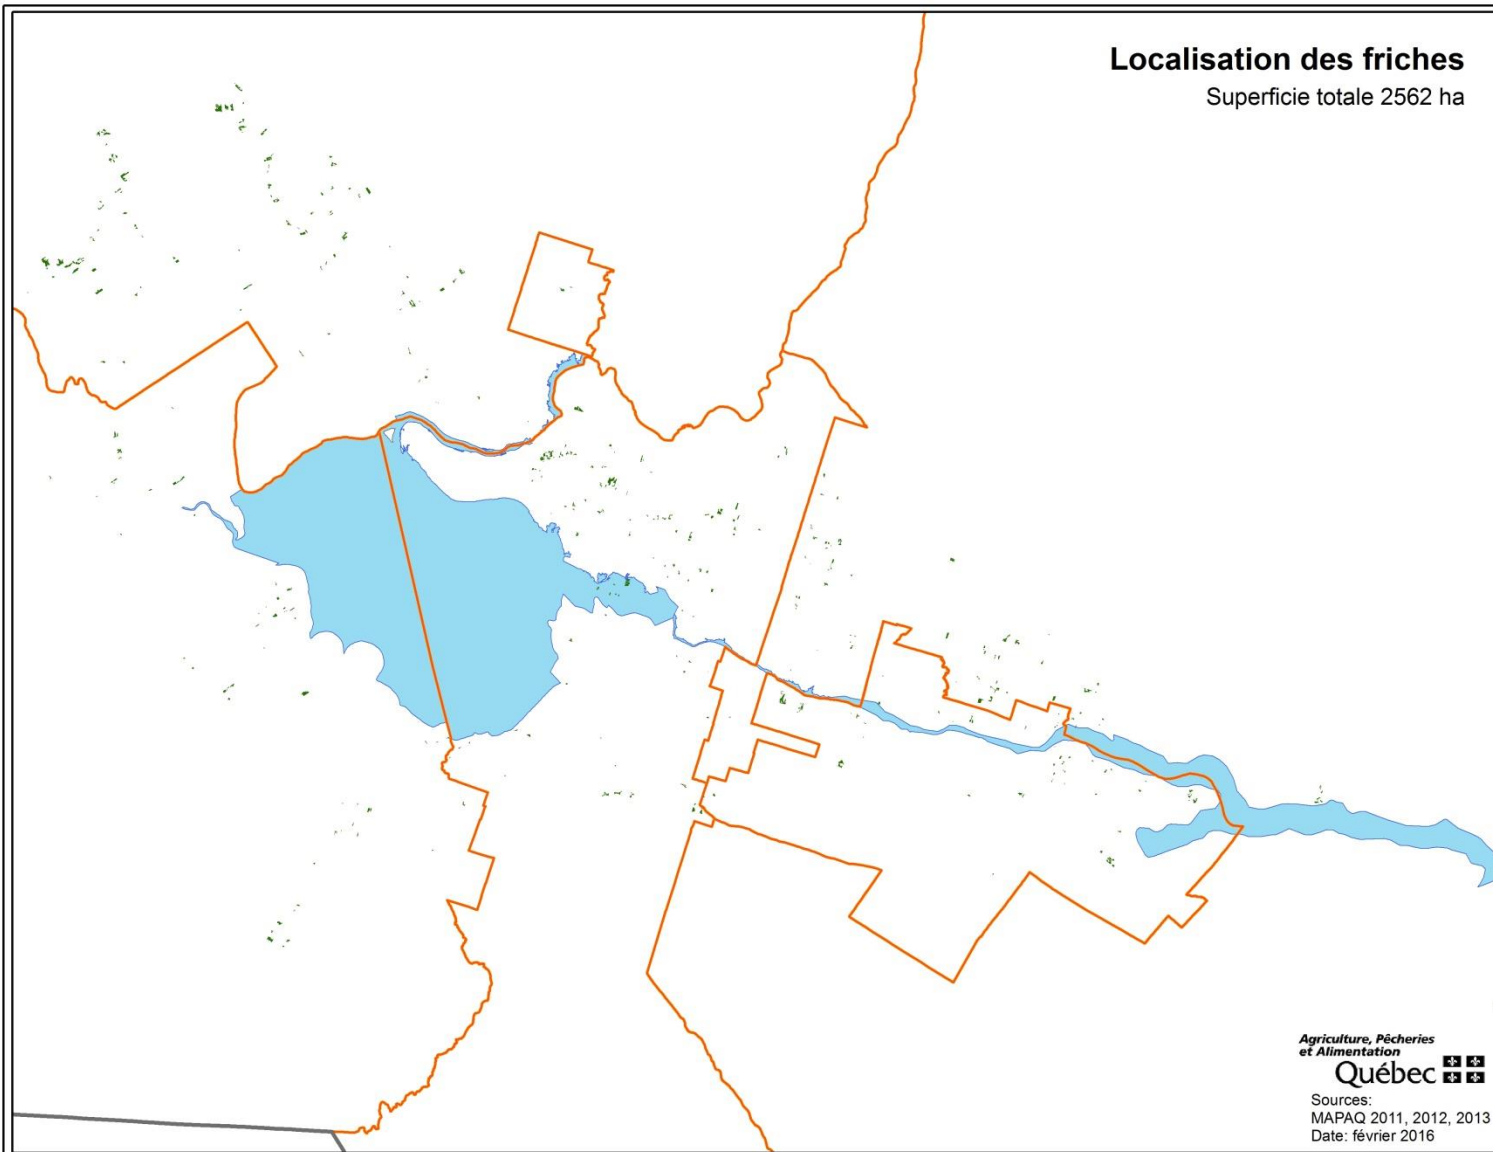 Localisation des friches
Superficie totale 2562 ha
Agriculture, Pêcheries
et Alimentation
Québec
Sources:
MAPAQ 2011, 2012, 2013
Date: février 2016